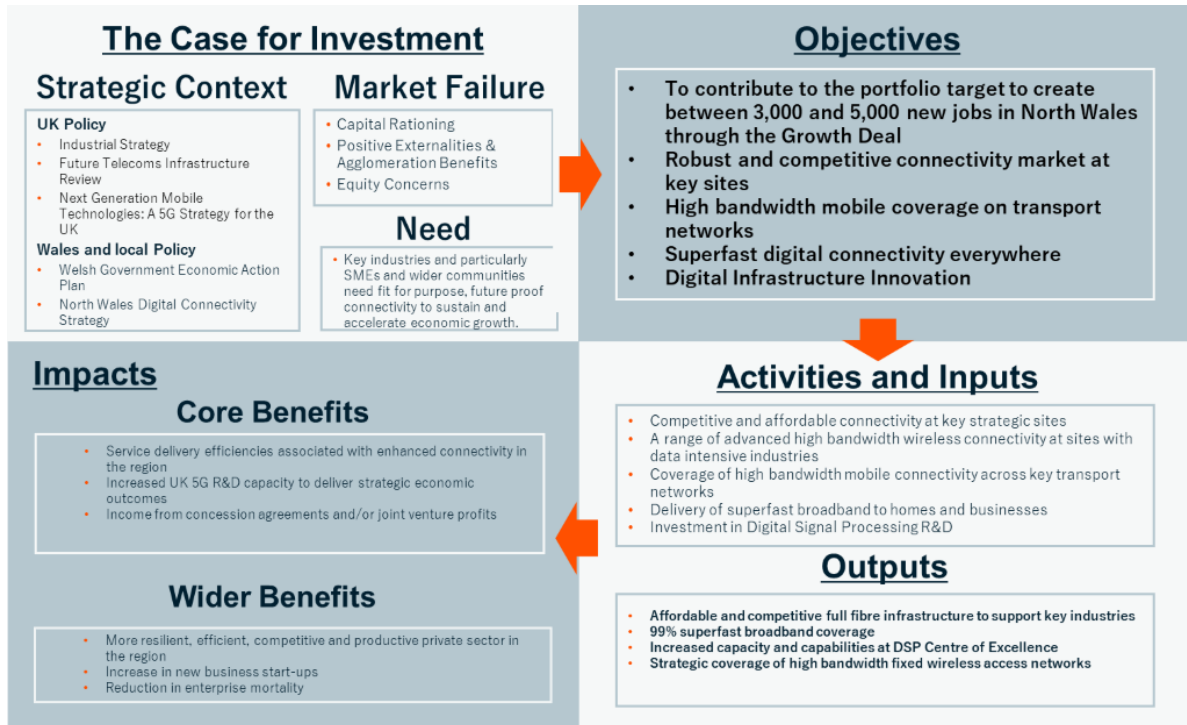 The Case for Investment
Strategic Context
UK Policy
• Industrial Strategy
• Future Telecoms Infrastructure
Review
• Next Generation Mobile
Technologies: A 5G Strategy for the
UK
Wales and local Policy
• Welsh Government Economic Action
Plan
• North Wales Digital Connectivity
Strategy
Market Failure
• Capital Rationing
• Positive Externalities &
Agglomeration Benefits
• Equity Concerns
Need
• Key industries and particularly
SMEs and wider communities
need fit for purpose, future proof
connectivity to sustain and
accelerate economic growth.
Objectives
• To contribute to the portfolio target to create
between 3,000 and 5,000 new jobs in North Wales
through the Growth Deal
• Robust and competitive connectivity market at
key sites
• High bandwidth mobile coverage on transport
networks
• Superfast digital connectivity everywhere
• Digital Infrastructure Innovation
Activities and Inputs
• Competitive and affordable connectivity at key strategic sites
• A range of advanced high bandwidth wireless connectivity at sites with
data intensive industries
• Coverage of high bandwidth mobile connectivity across key transport
networks
• Delivery of superfast broadband to homes and businesses
• Investment in Digital Signal Processing R&D
Outputs
• Affordable and competitive full fibre infrastructure to support key industries
• 99% superfast broadband coverage
• Increased capacity and capabilities at DSP Centre of Excellence
• Strategic coverage of high bandwidth fixed wireless access networks
Impacts
Core Benefits
• Service delivery efficiencies associated with enhanced connectivity in
the region
• Increased UK 5G R&D capacity to deliver strategic economic
outcomes
• Income from concession agreements and/or joint venture profits
Wider Benefits
• More resilient, efficient, competitive and productive private sector in
the region
• Increase in new business start-ups
• Reduction in enterprise mortality